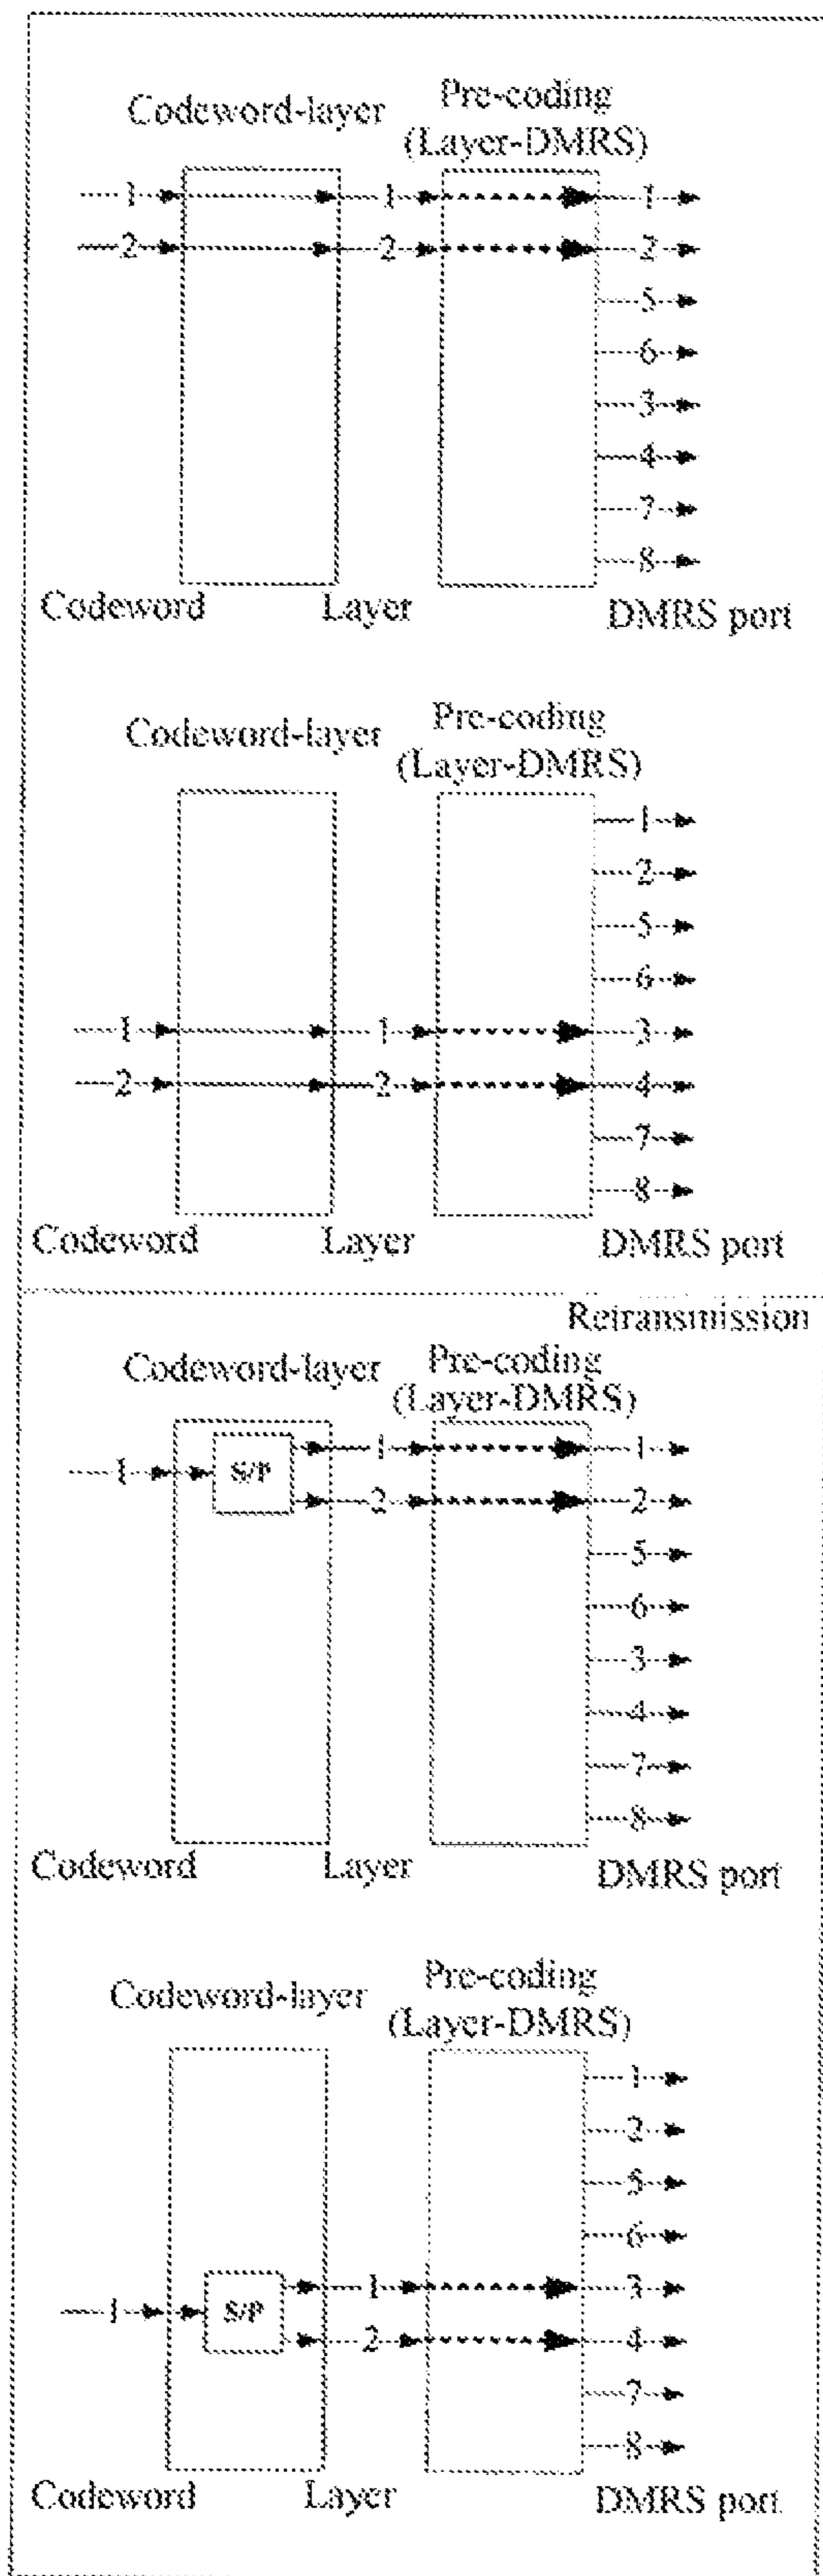 Codeword-layer Pre-coding
(Layer-DMRS)
1 1 1
2 2 2
5
6
3
4
7
8
Codeword Layer DMRS port
Codeword-layer Pre-coding
(Layer-DMRS)
1
2
5
6
1 1 3
2 2 4
7
8
Codeword Layer DMRS port
Retransmission
Codeword-layer Pre-coding
(Layer-DMRS)
1 S/P 1 1
2 2
5
6
3
4
7
8
Codeword Layer DMRS port
Codeword-layer Pre-coding
(Layer-DMRS)
1
2
5
6
1 S/P 1 3
2 4
7
8
Codeword Layer DMRS port